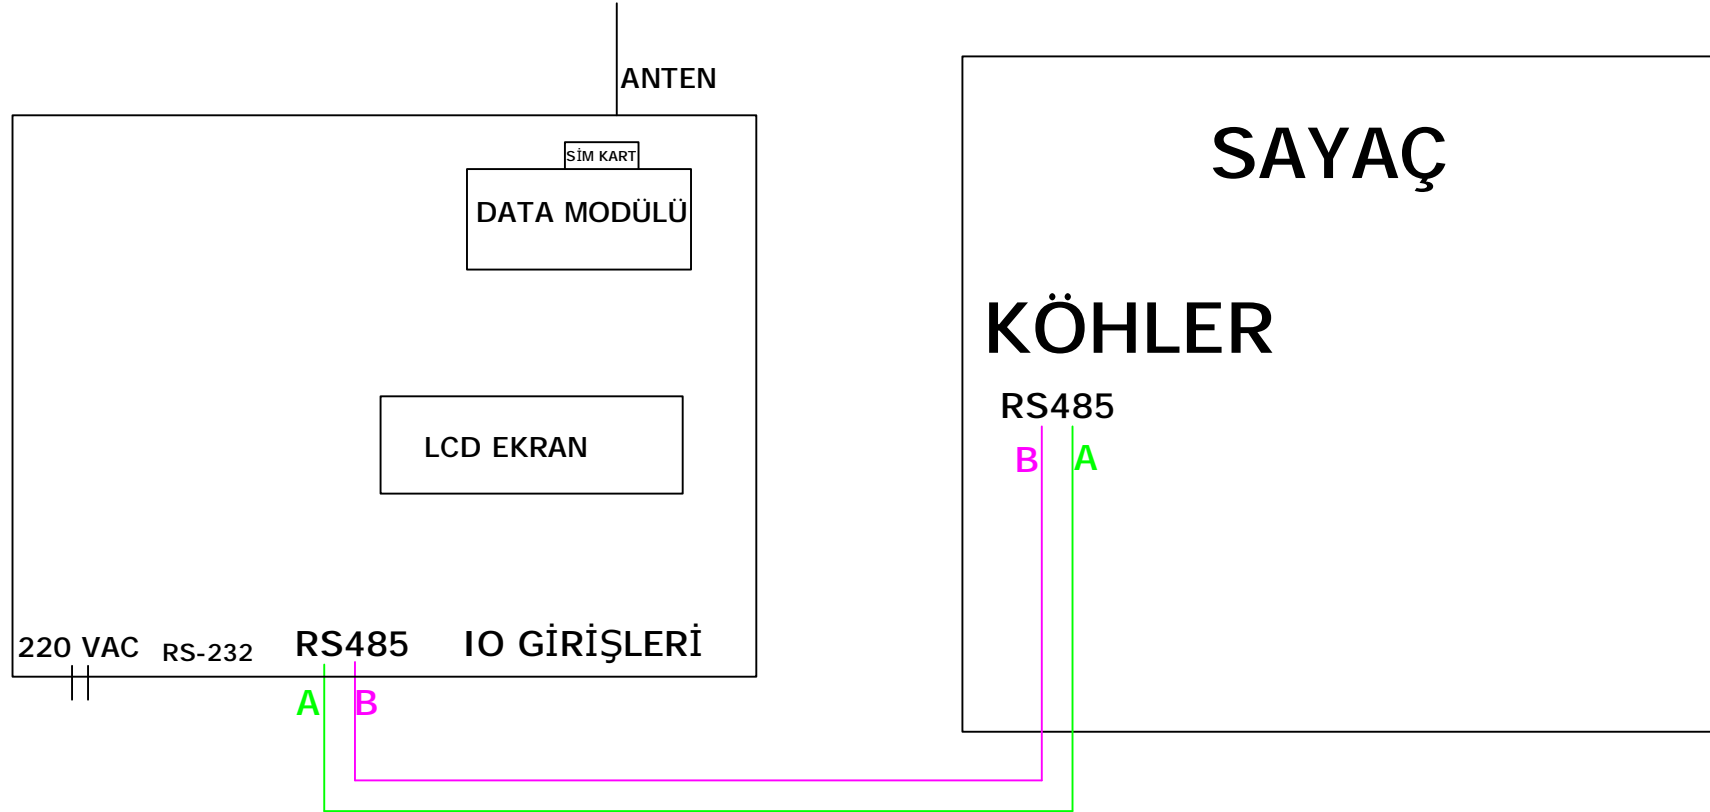 ANTEN
SİM KART
DATA MODÜLÜ
LCD EKRAN
220 VAC
RS-232
RS485
IO GİRİŞLERİ
A
B
SAYAÇ
KÖHLER
RS485
B
A